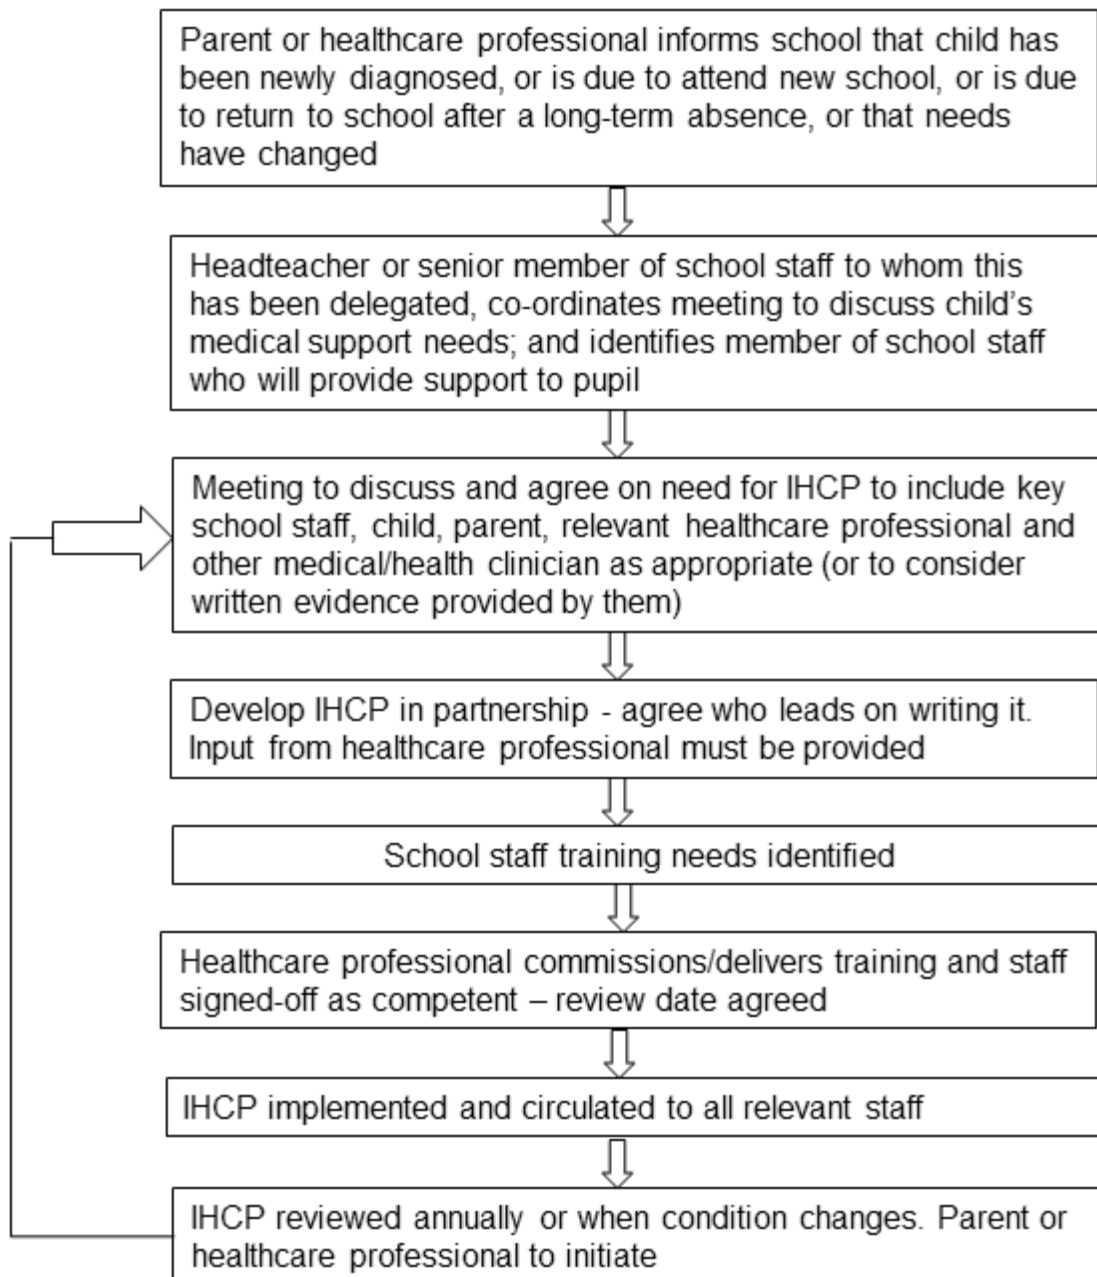 Parent or healthcare professional informs school that child has
been newly diagnosed, or is due to attend new school, or is due
to return to school after a long-term absence, or that needs
have changed
Headteacher or senior member of school staff to whom this
has been delegated, co-ordinates meeting to discuss child's
medical support needs; and identifies member of school staff
who will provide support to pupil
Meeting to discuss and agree on need for IHCP to include key
school staff, child, parent, relevant healthcare professional and
other medical/health clinician as appropriate (or to consider
written evidence provided by them)
Develop IHCP in partnership - agree who leads on writing it.
Input from healthcare professional must be provided
School staff training needs identified
Healthcare professional commissions/delivers training and staff
signed-off as competent – review date agreed
IHCP implemented and circulated to all relevant staff
IHCP reviewed annually or when condition changes. Parent or
healthcare professional to initiate